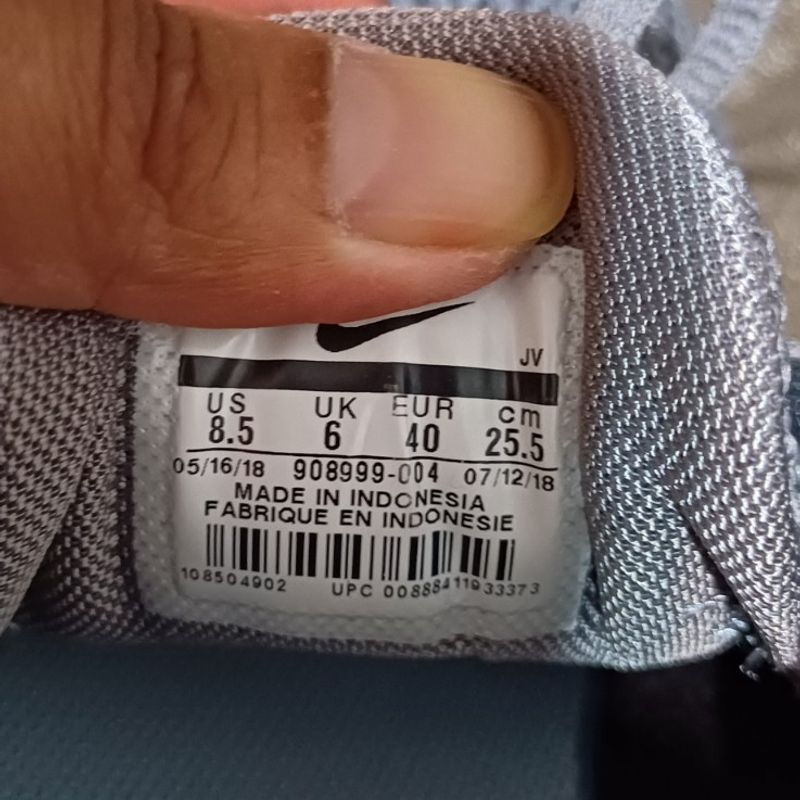 JV
US UK EUR cm
8.5 6 40 25.5
05/16/18 908999-004 07/12/18
MADE IN INDONESIA
FABRIQUE EN INDONESIE
108504902 UPC 00888411933373